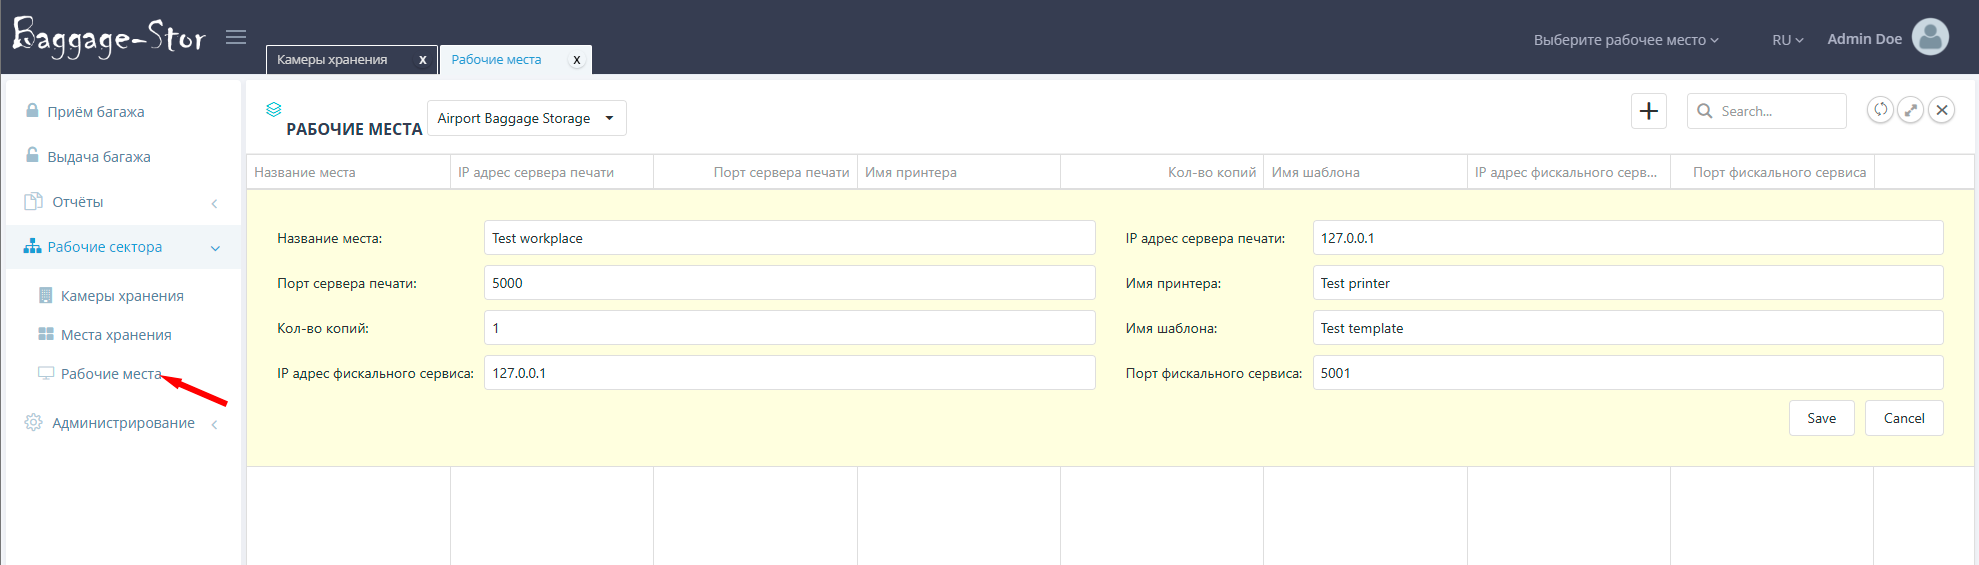 Baggage-Stor
Выберите рабочее место
RU
Admin Doe
Камеры хранения x
Рабочие места x
Приём багажа
Выдача багажа
Отчёты
Рабочие сектора
Камеры хранения
Места хранения
Рабочие места
Администрирование
РАБОЧИЕ МЕСТА
Airport Baggage Storage
Search...
Название места IP адрес сервера печати Порт сервера печати Имя принтера Кол-во копий Имя шаблона IP адрес фискального серв... Порт фискального сервиса
Название места: Test workplace IP адрес сервера печати: 127.0.0.1
Порт сервера печати: 5000 Имя принтера: Test printer
Кол-во копий: 1 Имя шаблона: Test template
IP адрес фискального сервиса: 127.0.0.1 Порт фискального сервиса: 5001
Save Cancel